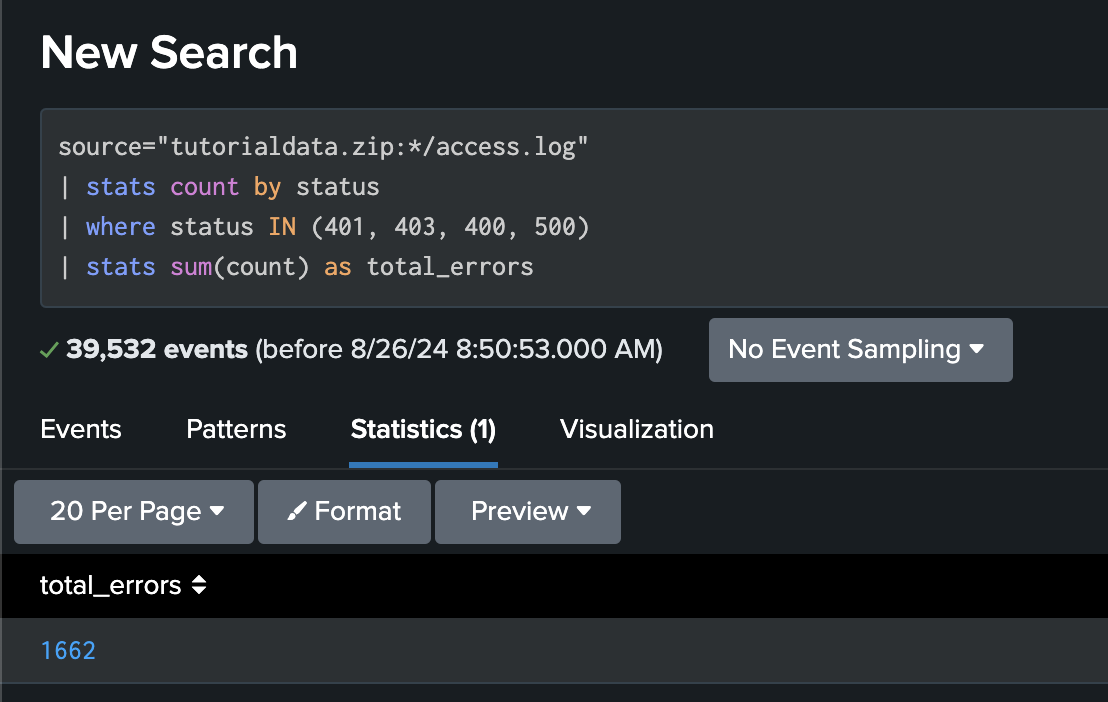 New Search
source="tutorialdata.zip:*/access.log"
| stats count by status
| where status IN (401, 403, 400, 500)
| stats sum(count) as total_errors
39,532 events (before 8/26/24 8:50:53.000 AM)
No Event Sampling
Events Patterns Statistics (1) Visualization
20 Per Page Format Preview
total_errors
1662